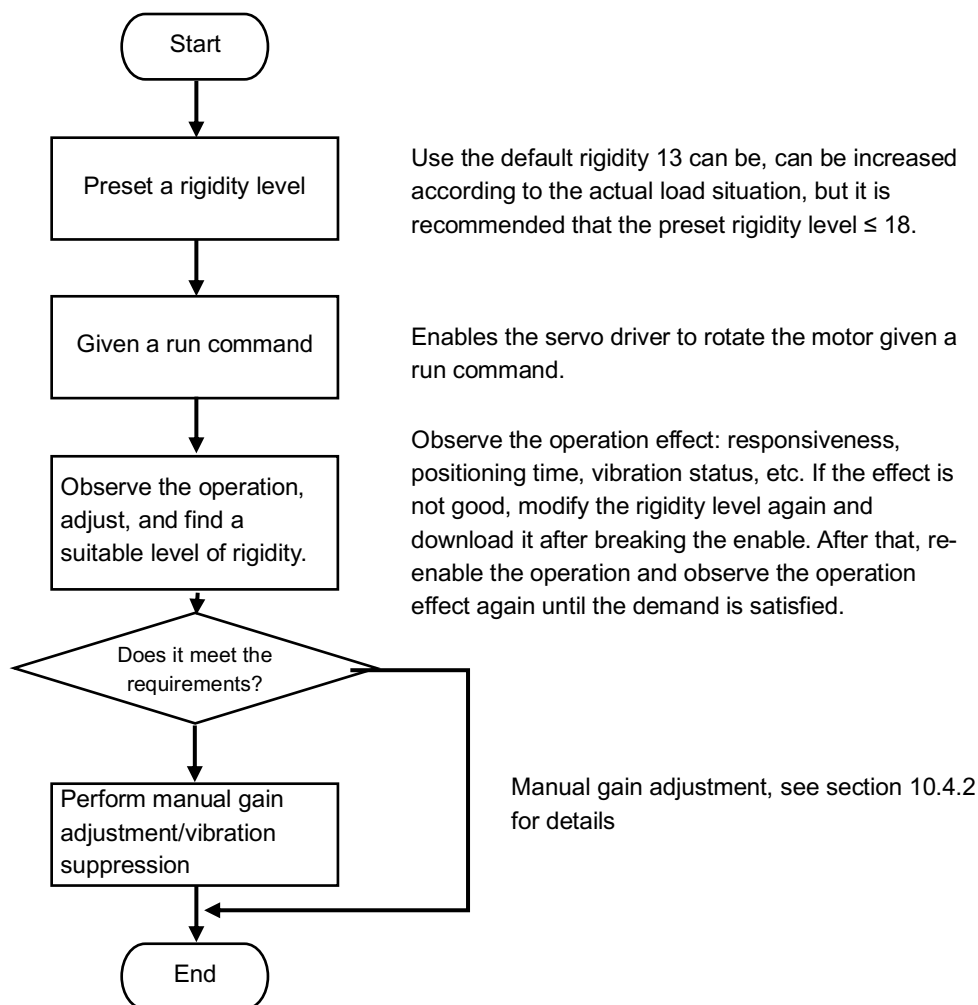 Start
Preset a rigidity level
Use the default rigidity 13 can be, can be increased
according to the actual load situation, but it is
recommended that the preset rigidity level ≤ 18.
Given a run command
Enables the servo driver to rotate the motor given a
run command.
Observe the operation,
adjust, and find a
suitable level of rigidity.
Observe the operation effect: responsiveness,
positioning time, vibration status, etc. If the effect is
not good, modify the rigidity level again and
download it after breaking the enable. After that, re-
enable the operation and observe the operation
effect again until the demand is satisfied.
Does it meet the
requirements?
Perform manual gain
adjustment/vibration
suppression
Manual gain adjustment, see section 10.4.2
for details
End